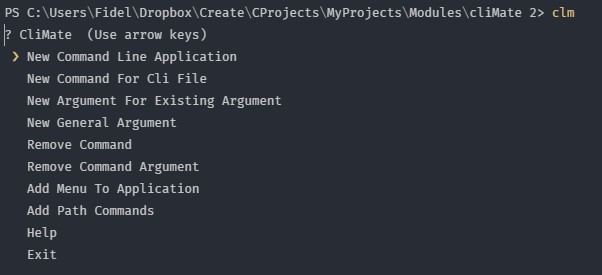 PS C:\Users\Fidel\Dropbox\Create\CProjects\MyProjects\Modules\cliMate 2> clm
? CliMate  (Use arrow keys)
❯ New Command Line Application
New Command For Cli File
New Argument For Existing Argument
New General Argument
Remove Command
Remove Command Argument
Add Menu To Application
Add Path Commands
Help
Exit